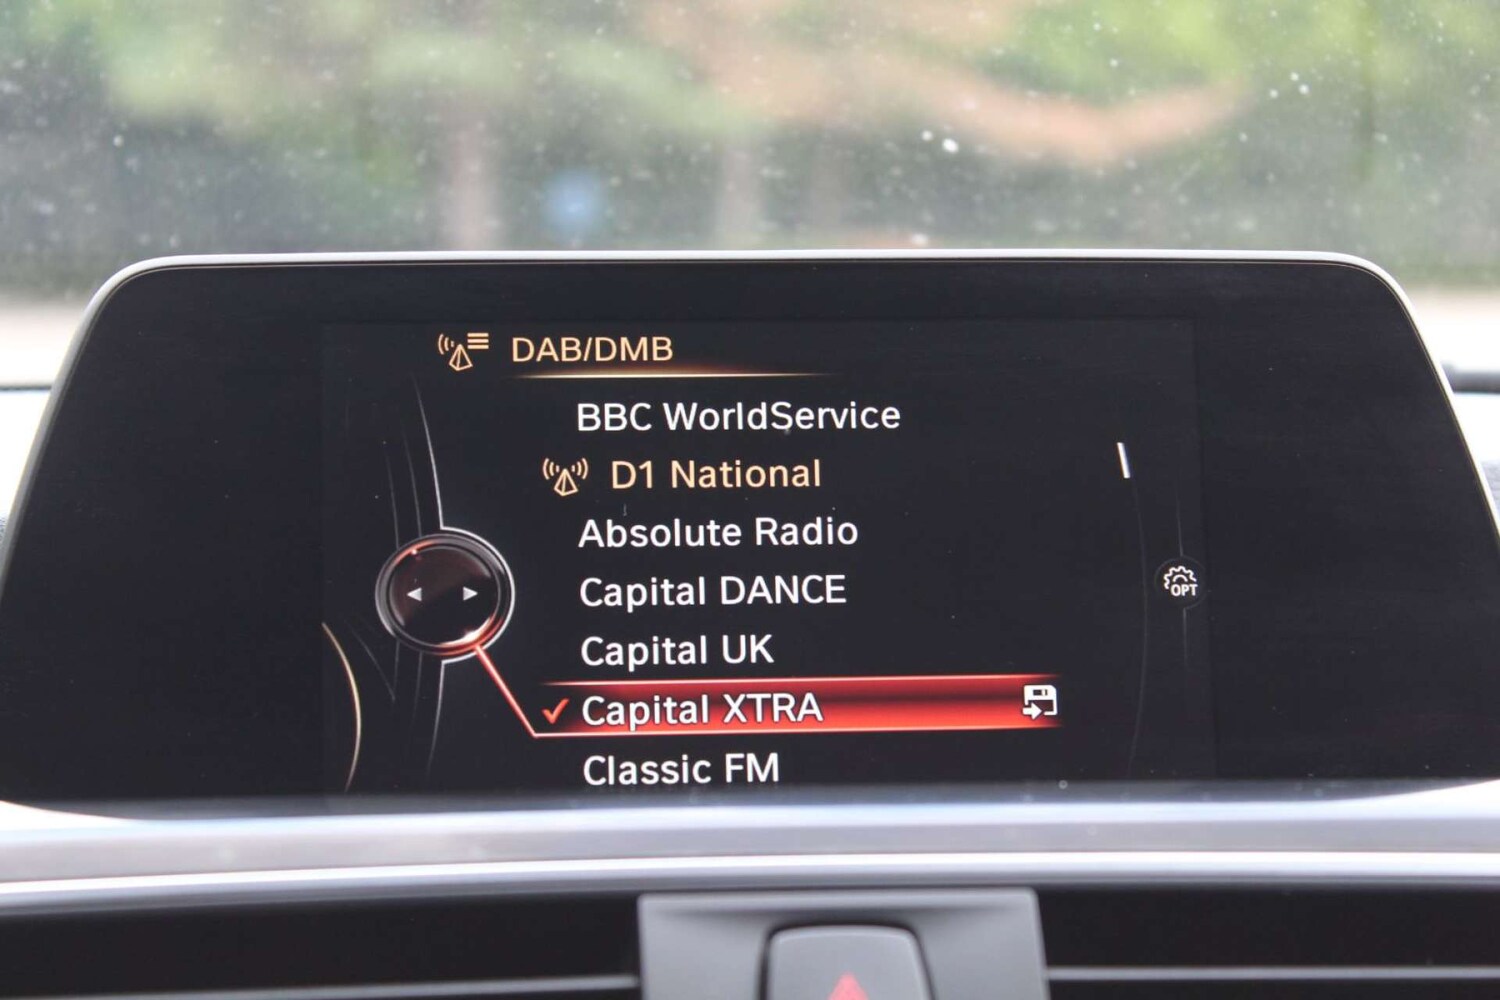 DAB/DMB
BBC WorldService
D1 National
Absolute Radio
Capital DANCE
Capital UK
OPT
Capital XTRA
Classic FM